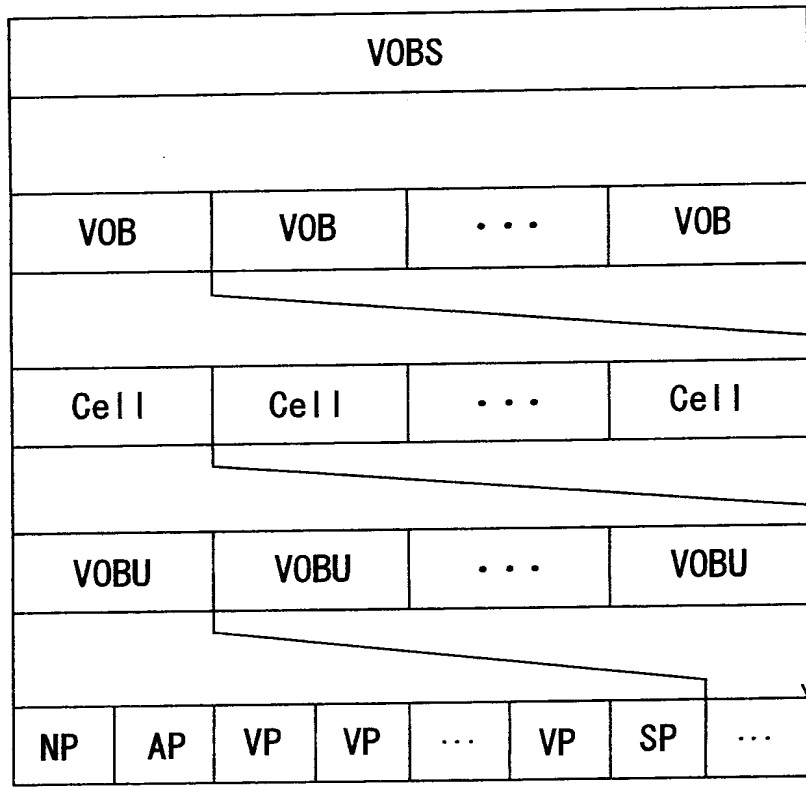 VOBS
VOB VOB ··· VOB
Cell Cell ··· Cell
VOBU VOBU ··· VOBU
NP AP VP VP ··· VP SP ···